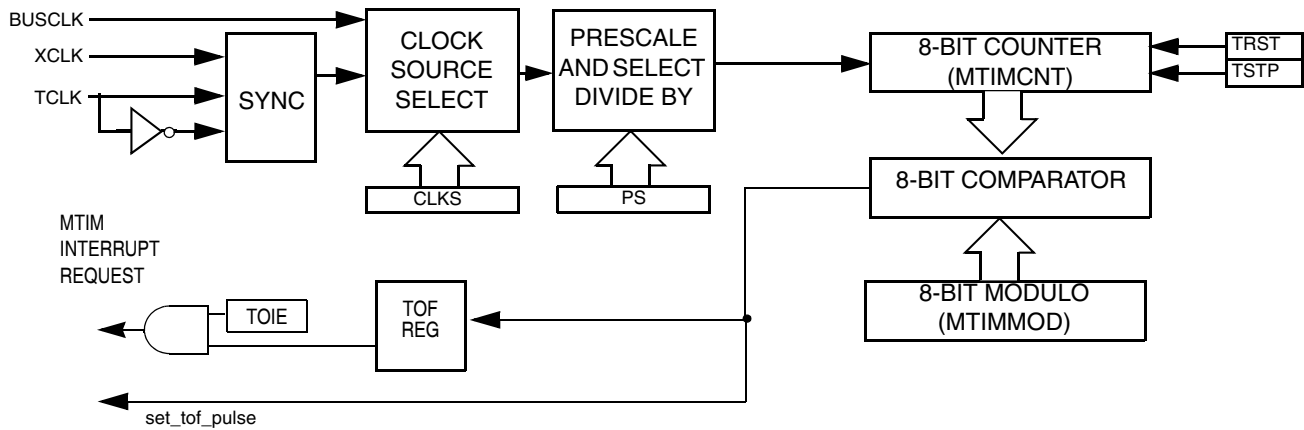 BUSCLK
XCLK
TCLK
SYNC
CLOCK
SOURCE
SELECT
CLKS
PRESCALE
AND SELECT
DIVIDE BY
PS
8-BIT COUNTER
(MTIMCNT)
TRST
TSTP
8-BIT COMPARATOR
8-BIT MODULO
(MTIMMOD)
MTIM
INTERRUPT
REQUEST
TOIE
TOF
REG
set_tof_pulse